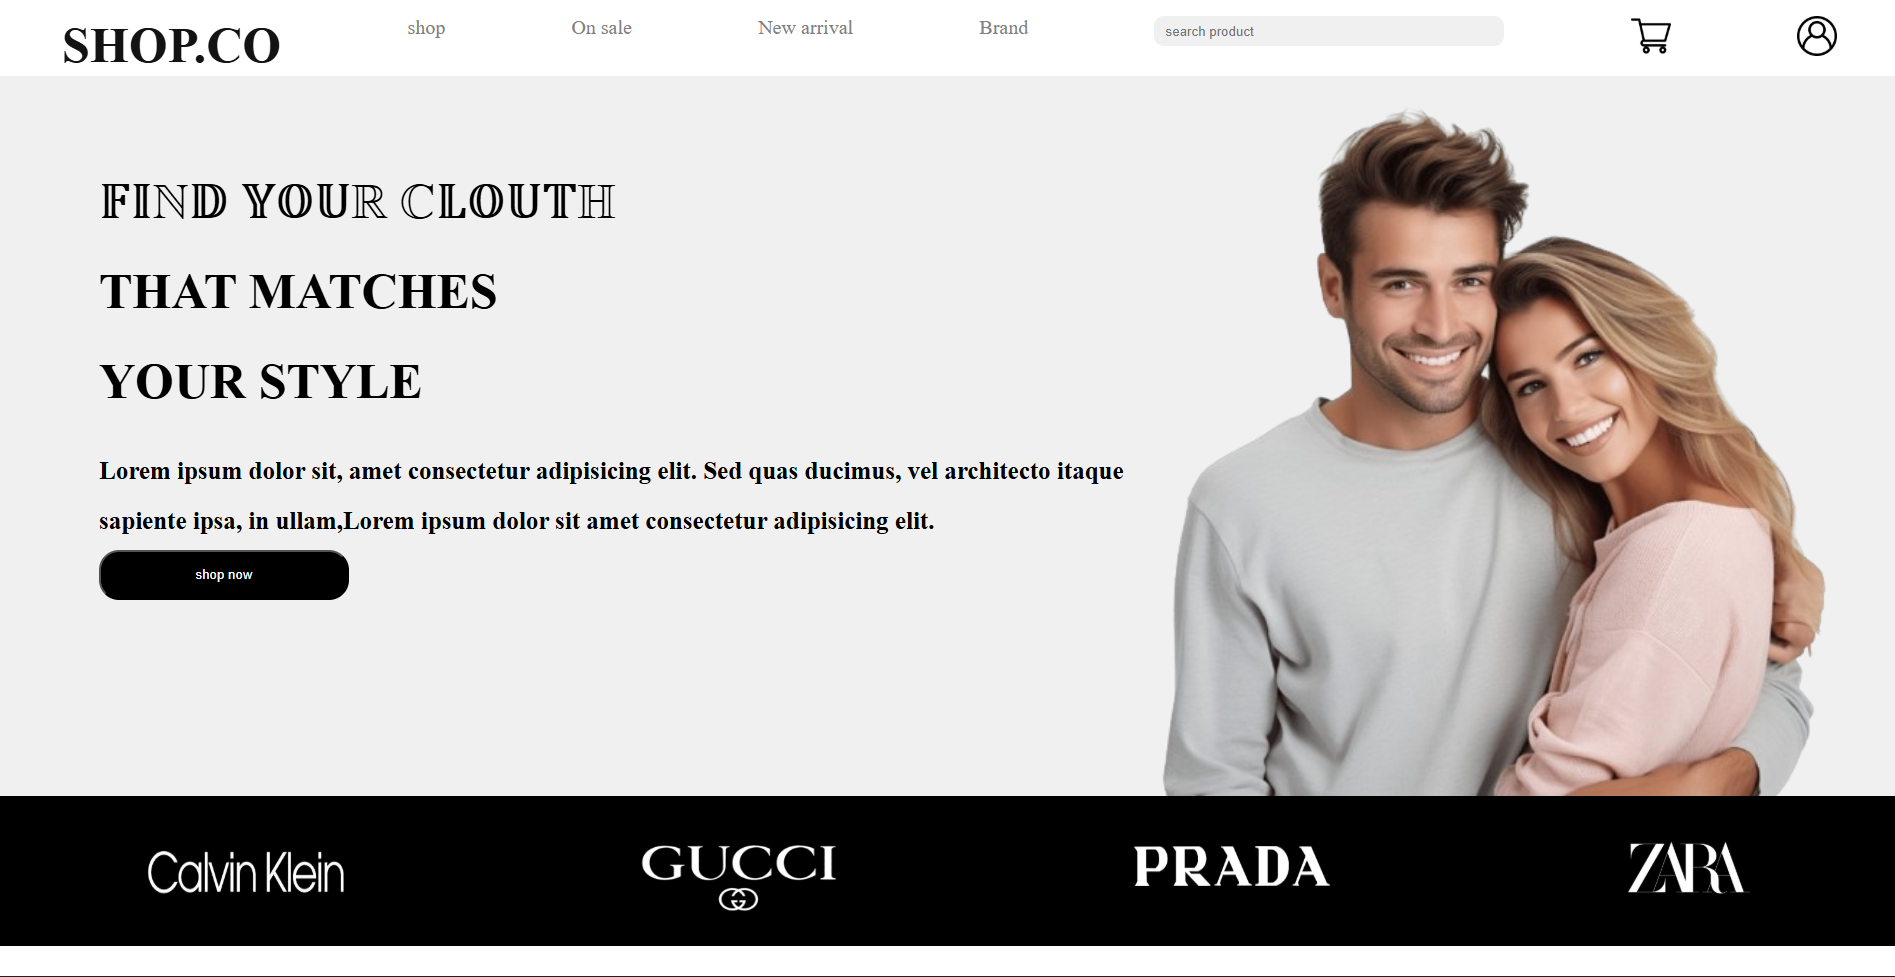 SHOP.CO
shop
On sale
New arrival
Brand
search product
𝔽𝕀ℕ𝔻 𝕐𝕆𝕌ℝ ℂ𝕃𝕆𝕌𝕋ℍ
THAT MATCHES
YOUR STYLE
Lorem ipsum dolor sit, amet consectetur adipisicing elit. Sed quas ducimus, vel architecto itaque
sapiente ipsa, in ullam,Lorem ipsum dolor sit amet consectetur adipisicing elit.
shop now
Calvin Klein
GUCCI
PRADA
ZARA